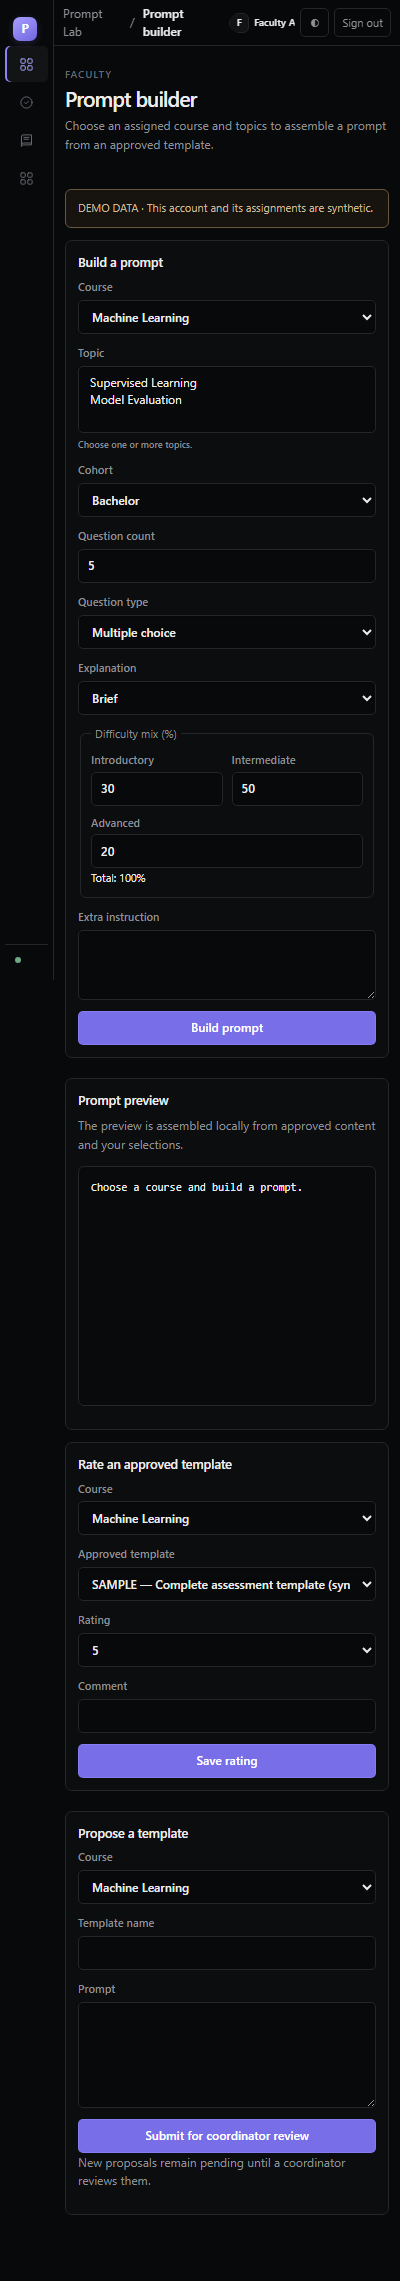 P
Prompt Lab / Prompt builder
F Faculty A
Sign out
FACULTY
Prompt builder
Choose an assigned course and topics to assemble a prompt
from an approved template.
DEMO DATA · This account and its assignments are synthetic.
Build a prompt
Course
Machine Learning
Topic
Supervised Learning
Model Evaluation
Choose one or more topics.
Cohort
Bachelor
Question count
5
Question type
Multiple choice
Explanation
Brief
Difficulty mix (%)
Introductory
Intermediate
30
50
Advanced
20
Total: 100%
Extra instruction
Build prompt
Prompt preview
The preview is assembled locally from approved content
and your selections.
Choose a course and build a prompt.
Rate an approved template
Course
Machine Learning
Approved template
SAMPLE — Complete assessment template (syn
Rating
5
Comment
Save rating
Propose a template
Course
Machine Learning
Template name
Prompt
Submit for coordinator review
New proposals remain pending until a coordinator
reviews them.